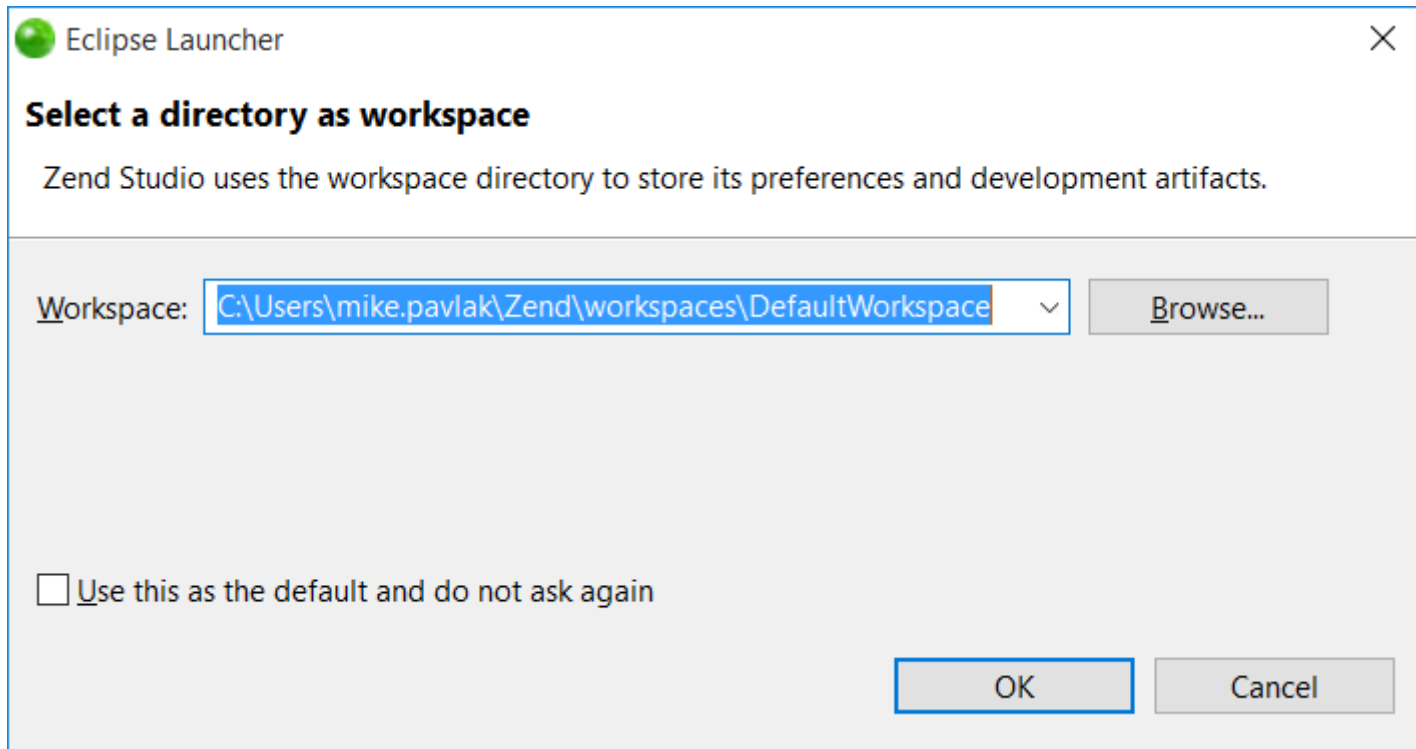 Eclipse Launcher
Select a directory as workspace
Zend Studio uses the workspace directory to store its preferences and development artifacts.
Workspace: C:\Users\mike.pavlak\Zend\workspaces\DefaultWorkspace Browse...
Use this as the default and do not ask again
OK Cancel